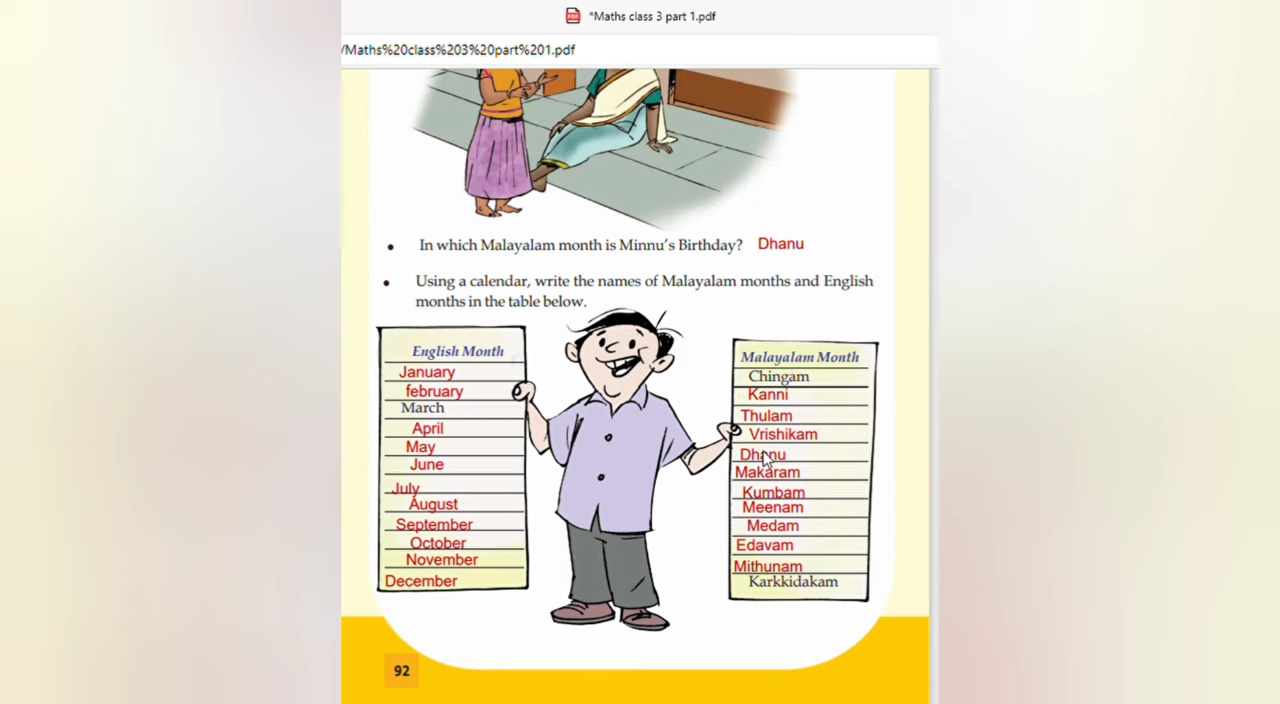 *Maths class 3 part 1.pdf
/Maths%20class%203%20part%201.pdf
In which Malayalam month is Minnu's Birthday? Dhanu
Using a calendar, write the names of Malayalam months and English
months in the table below.
English Month
January
february
March
April
May
June
July
August
September
October
November
December
Malayalam Month
Chingam
Kanni
Thulam
Vrishikam
Dhanu
Makaram
Kumbam
Meenam
Medam
Edavam
Mithunam
Karkkidakam
92